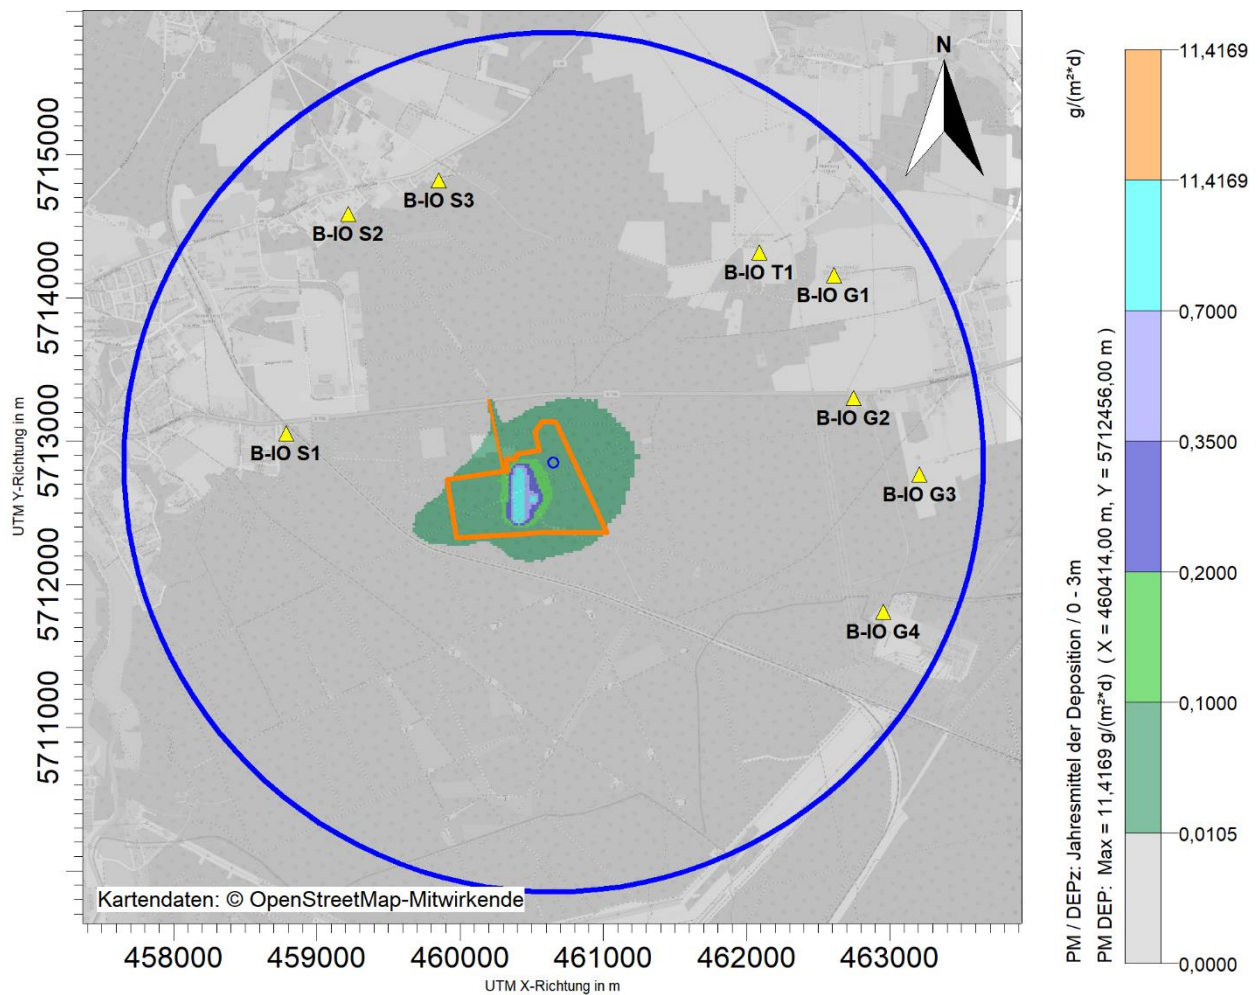 N
B-IO S3
B-IO S2
B-IO T1
B-IO G1
B-IO G2
B-IO S1
B-IO G3
B-IO G4
Kartendaten: © OpenStreetMap-Mitwirkende
5715000
5714000
5713000
5712000
5711000
UTM Y-Richtung in m
458000 459000 460000 461000 462000 463000
UTM X-Richtung in m
g/(m²*d)
PM / DEPz: Jahresmittel der Deposition / 0 - 3m
PM DEP: Max = 11,4169 g/(m²*d) ( X = 460414,00 m, Y = 5712456,00 m )
11,4169
11,4169
0,7000
0,3500
0,2000
0,1000
0,0105
0,0000